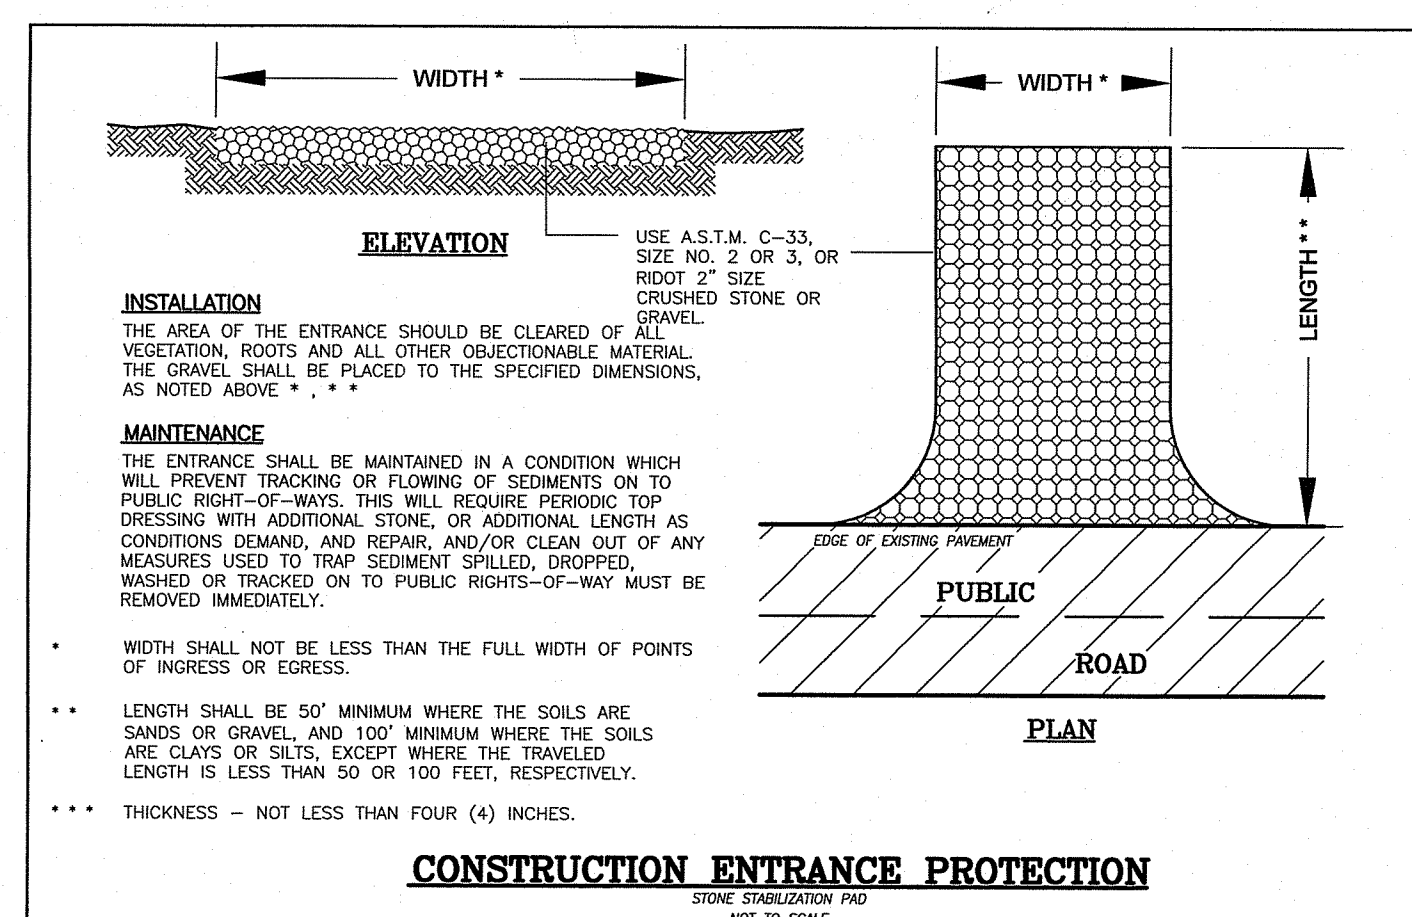 WIDTH *
WIDTH *
LENGTH * *
ELEVATION
USE A.S.T.M. C-33,
SIZE NO. 2 OR 3, OR
RIDOT 2" SIZE
CRUSHED STONE OR
GRAVEL.
INSTALLATION
THE AREA OF THE ENTRANCE SHOULD BE CLEARED OF ALL
VEGETATION, ROOTS AND ALL OTHER OBJECTIONABLE MATERIAL.
THE GRAVEL SHALL BE PLACED TO THE SPECIFIED DIMENSIONS,
AS NOTED ABOVE * , * *
MAINTENANCE
THE ENTRANCE SHALL BE MAINTAINED IN A CONDITION WHICH
WILL PREVENT TRACKING OR FLOWING OF SEDIMENTS ON TO
PUBLIC RIGHT-OF-WAYS. THIS WILL REQUIRE PERIODIC TOP
DRESSING WITH ADDITIONAL STONE, OR ADDITIONAL LENGTH AS
CONDITIONS DEMAND, AND REPAIR, AND/OR CLEAN OUT OF ANY
MEASURES USED TO TRAP SEDIMENT SPILLED, DROPPED,
WASHED OR TRACKED ON TO PUBLIC RIGHTS-OF-WAY MUST BE
REMOVED IMMEDIATELY.
* WIDTH SHALL NOT BE LESS THAN THE FULL WIDTH OF POINTS
OF INGRESS OR EGRESS.
* * LENGTH SHALL BE 50' MINIMUM WHERE THE SOILS ARE
SANDS OR GRAVEL, AND 100' MINIMUM WHERE THE SOILS
ARE CLAYS OR SILTS, EXCEPT WHERE THE TRAVELED
LENGTH IS LESS THAN 50 OR 100 FEET, RESPECTIVELY.
* * * THICKNESS - NOT LESS THAN FOUR (4) INCHES.
EDGE OF EXISTING PAVEMENT
PUBLIC
ROAD
PLAN
CONSTRUCTION ENTRANCE PROTECTION
STONE STABILIZATION PAD
NOT TO SCALE